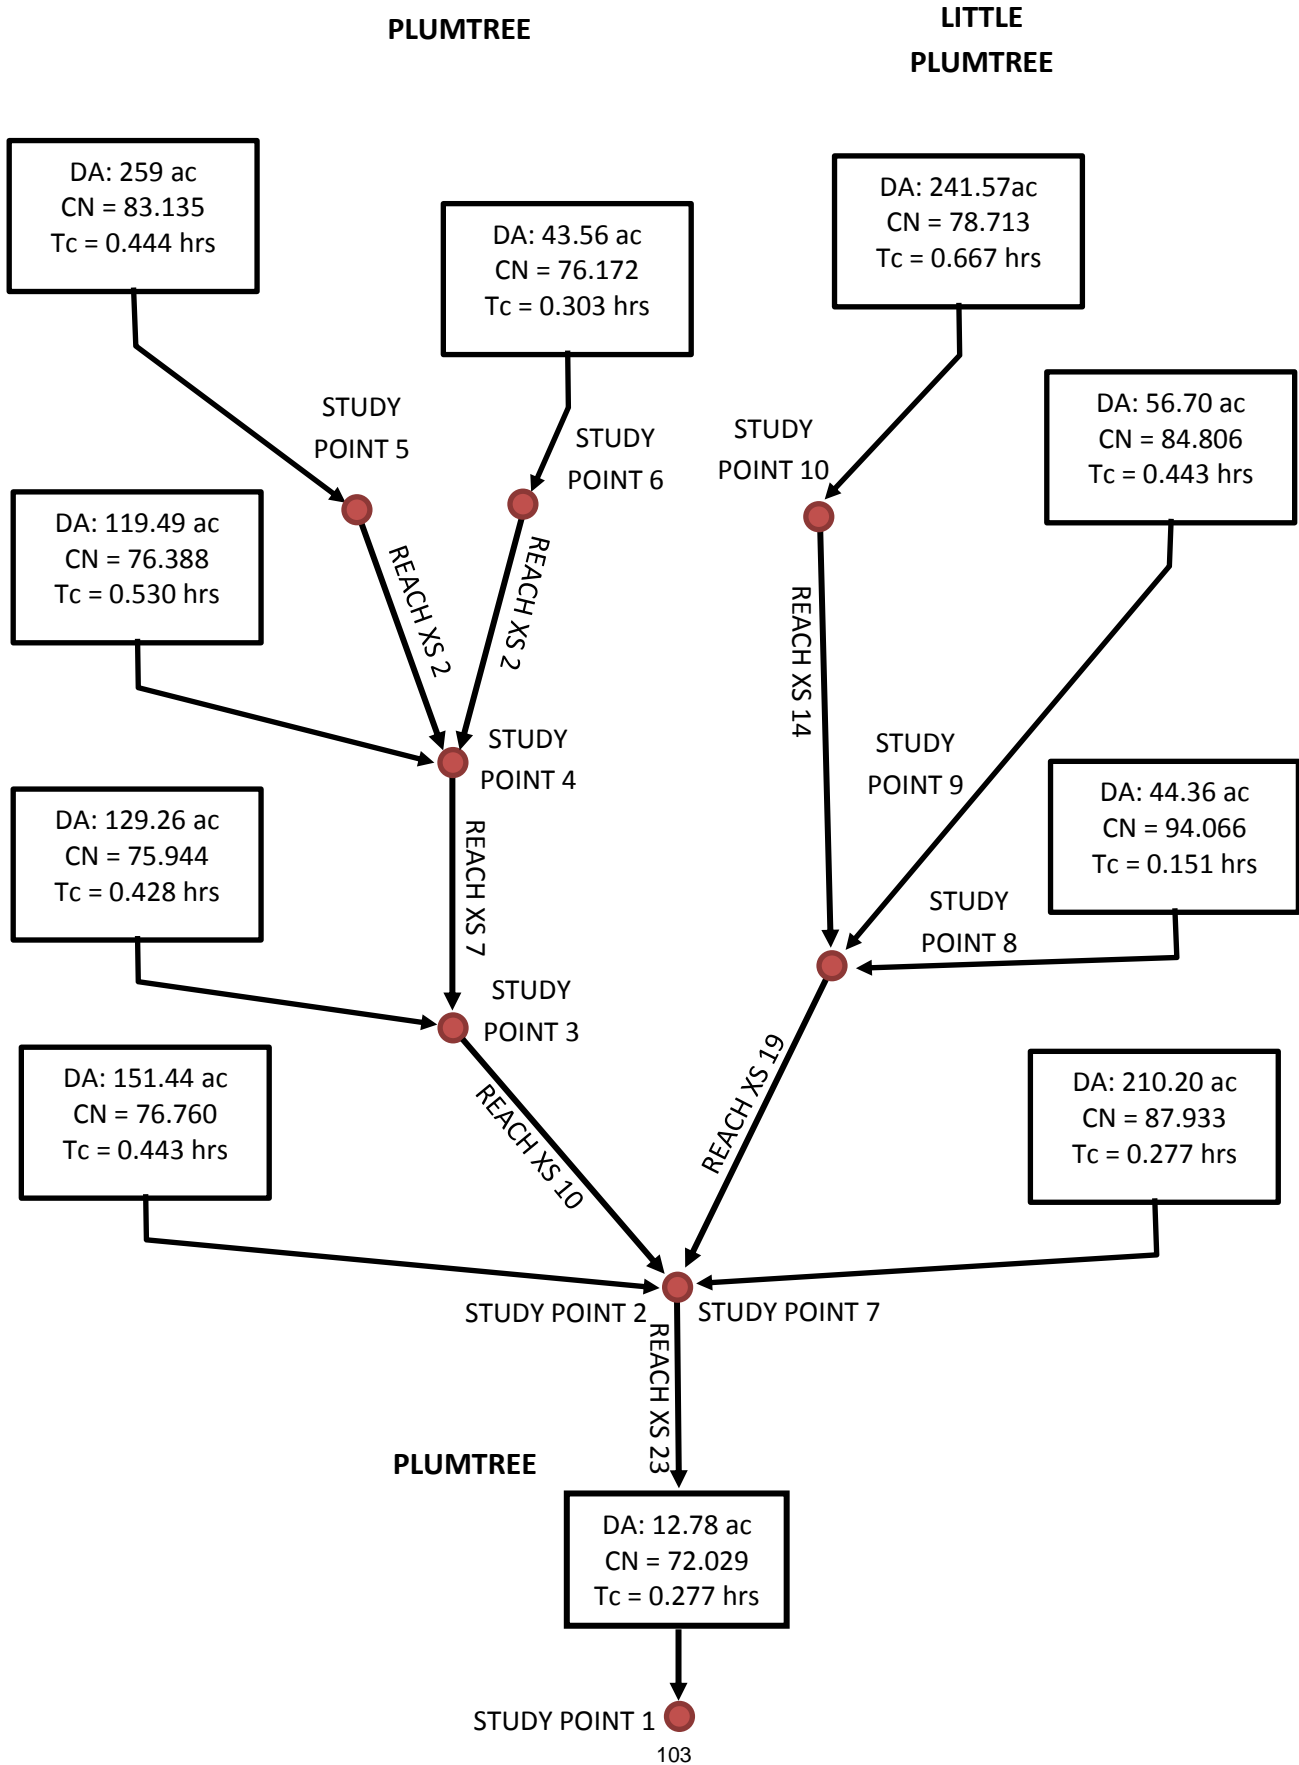 PLUMTREE
LITTLE
PLUMTREE
DA: 259 ac
CN = 83.135
Tc = 0.444 hrs
DA: 43.56 ac
CN = 76.172
Tc = 0.303 hrs
DA: 241.57ac
CN = 78.713
Tc = 0.667 hrs
DA: 56.70 ac
CN = 84.806
Tc = 0.443 hrs
STUDY
POINT 5
STUDY
POINT 6
STUDY
POINT 10
DA: 119.49 ac
CN = 76.388
Tc = 0.530 hrs
REACH XS 2
REACH XS 2
REACH XS 14
STUDY
POINT 4
STUDY
POINT 9
DA: 129.26 ac
CN = 75.944
Tc = 0.428 hrs
REACH XS 7
DA: 44.36 ac
CN = 94.066
Tc = 0.151 hrs
STUDY
POINT 8
STUDY
POINT 3
DA: 151.44 ac
CN = 76.760
Tc = 0.443 hrs
REACH XS 10
REACH XS 19
DA: 210.20 ac
CN = 87.933
Tc = 0.277 hrs
STUDY POINT 2
STUDY POINT 7
REACH XS 23
PLUMTREE
DA: 12.78 ac
CN = 72.029
Tc = 0.277 hrs
STUDY POINT 1
103